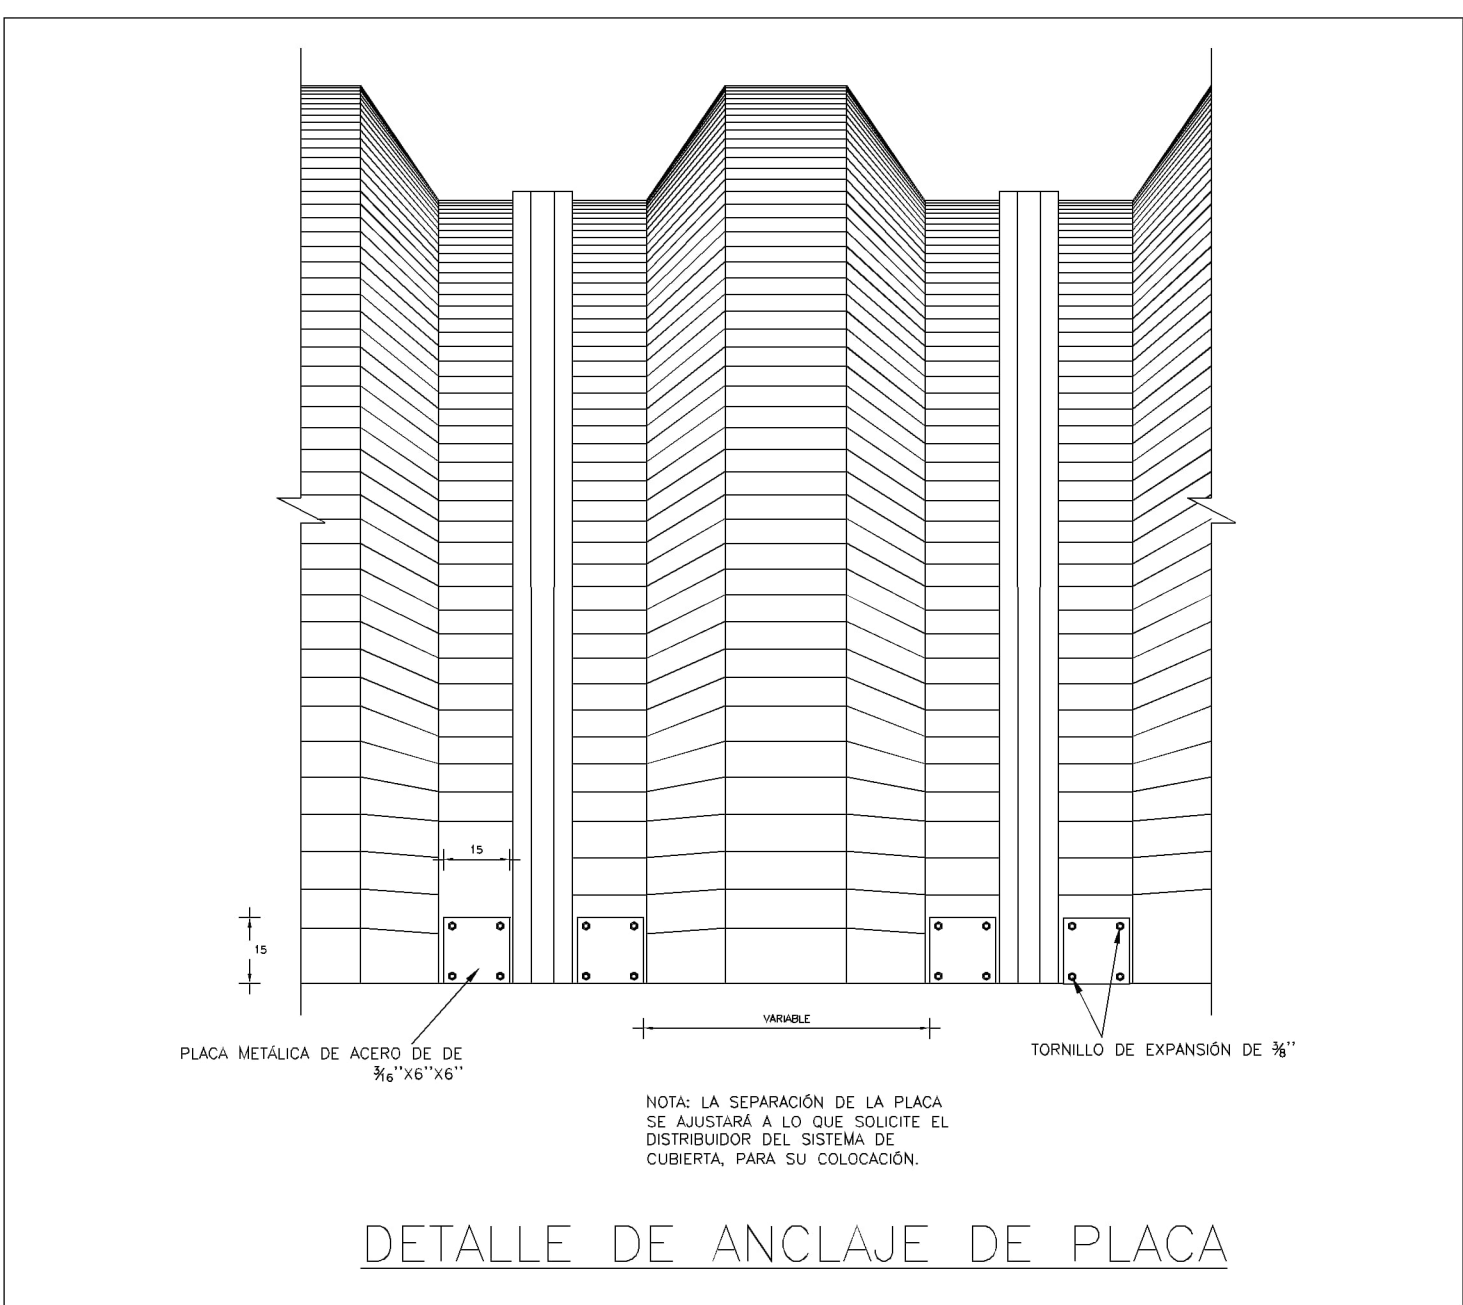 15
15
VARIABLE
PLACA METÁLICA DE ACERO DE DE
3/16''X6''X6''
TORNILLO DE EXPANSIÓN DE 3/8''
NOTA: LA SEPARACIÓN DE LA PLACA
SE AJUSTARÁ A LO QUE SOLICITE EL
DISTRIBUIDOR DEL SISTEMA DE
CUBIERTA, PARA SU COLOCACIÓN.
DETALLE DE ANCLAJE DE PLACA